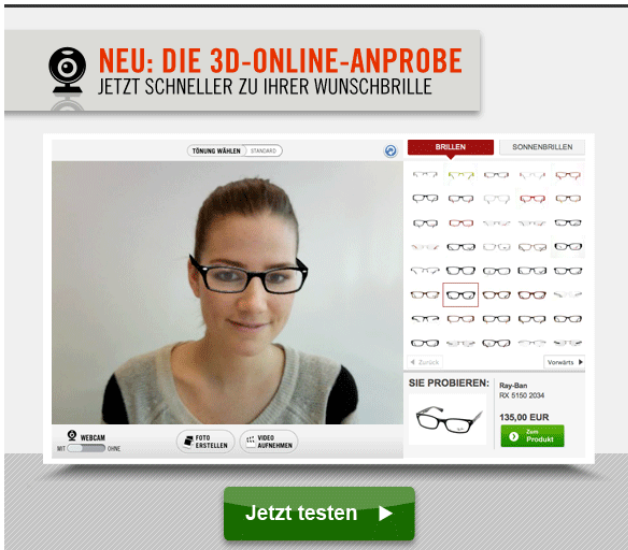 NEU: DIE 3D-ONLINE-ANPROBE
JETZT SCHNELLER ZU IHRER WUNSCHBRILLE
TÖNUNG WÄHLEN STANDARD
BRILLEN SONNENBRILLEN
Zurück Vorwärts
SIE PROBIEREN:
Ray-Ban
RX 5150 2034
135,00 EUR
Zum
Produkt
WEBCAM
MIT OHNE
FOTO
ERSTELLEN
VIDEO
AUFNEHMEN
Jetzt testen